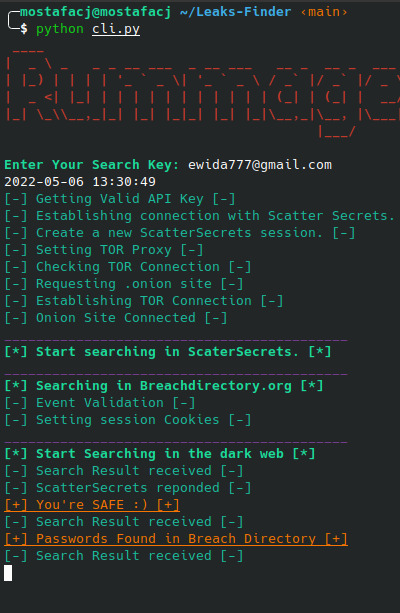 mostafacj@mostafacj ~/Leaks-Finder ‹main›
$ python cli.py
Enter Your Search Key: ewida777@gmail.com
2022-05-06 13:30:49
[-] Getting Valid API Key [-]
[-] Establishing connection with Scatter Secrets.
[-] Create a new ScatterSecrets session. [-]
[-] Setting TOR Proxy [-]
[-] Checking TOR Connection [-]
[-] Requesting .onion site [-]
[-] Establishing TOR Connection [-]
[-] Onion Site Connected [-]
[*] Start searching in ScaterSecrets. [*]
[*] Searching in Breachdirectory.org [*]
[-] Event Validation [-]
[-] Setting session Cookies [-]
[*] Start Searching in the dark web [*]
[-] Search Result received [-]
[-] ScatterSecrets reponded [-]
[+] You're SAFE :) [+]
[-] Search Result received [-]
[+] Passwords Found in Breach Directory [+]
[-] Search Result received [-]